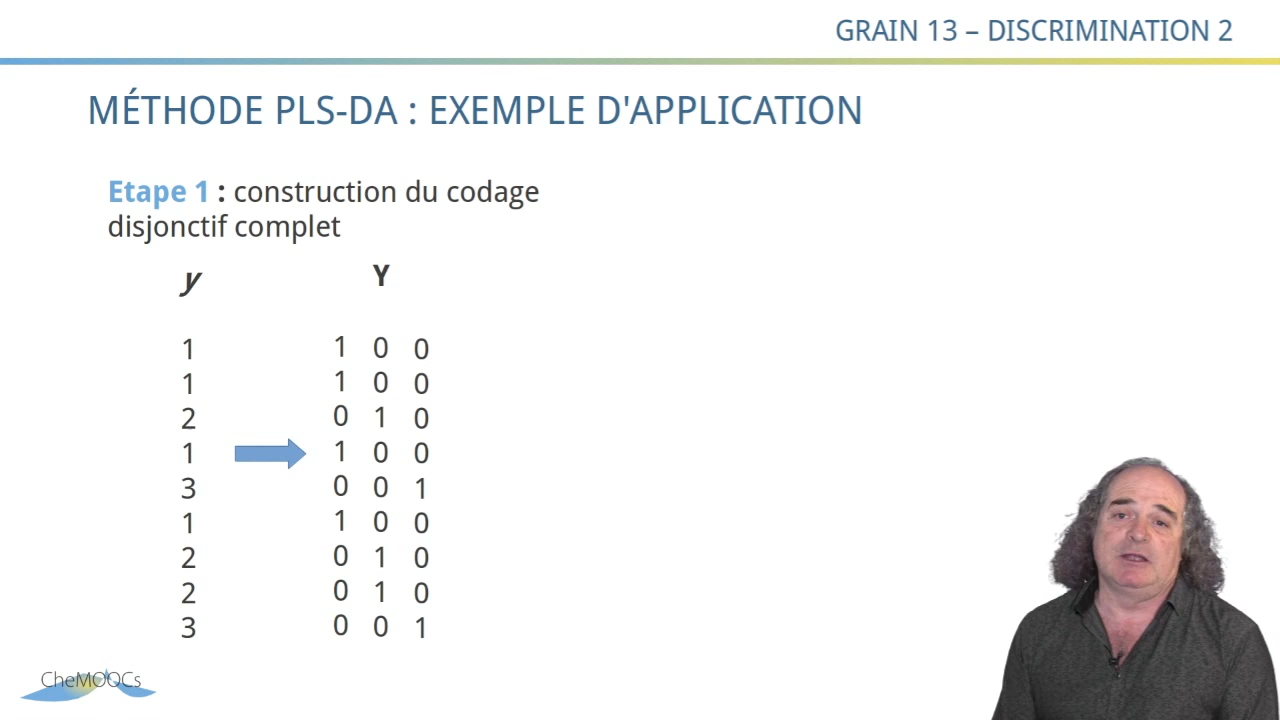 GRAIN 13 – DISCRIMINATION 2
MÉTHODE PLS-DA : EXEMPLE D'APPLICATION
Etape 1 : construction du codage
disjonctif complet
y Y
1 1 0 0
1 1 0 0
2 0 1 0
1 1 0 0
3 0 0 1
1 1 0 0
2 0 1 0
2 0 1 0
3 0 0 1
CheMOOCs